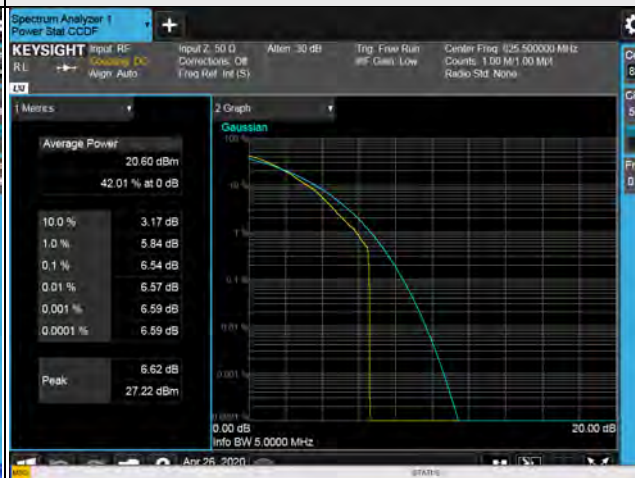 Spectrum Analyzer 1
Power Stat CCDF
+
KEYSIGHT
RL
Input: RF
Coupling: DC
Align: Auto
Input Z: 50 Ω
Corrections: Off
Freq Ref: Int (S)
Atten: 30 dB
Trig: Free Run
#IF Gain: Low
Center Freq: 825.500000 MHz
Counts: 1.00 M/1.00 Mpt
Radio Std: None
1 Metrics
Average Power
20.60 dBm
42.01 % at 0 dB
10.0 % 3.17 dB
1.0 % 5.84 dB
0.1 % 6.54 dB
0.01 % 6.57 dB
0.001 % 6.59 dB
0.0001 % 6.59 dB
Peak
6.62 dB
27.22 dBm
2 Graph
Gaussian
100 %
10 %
1 %
0.1 %
0.01 %
0.001 %
0.0001 %
0.00 dB 20.00 dB
Info BW 5.0000 MHz
Apr 26, 2020
MSG
STATUS